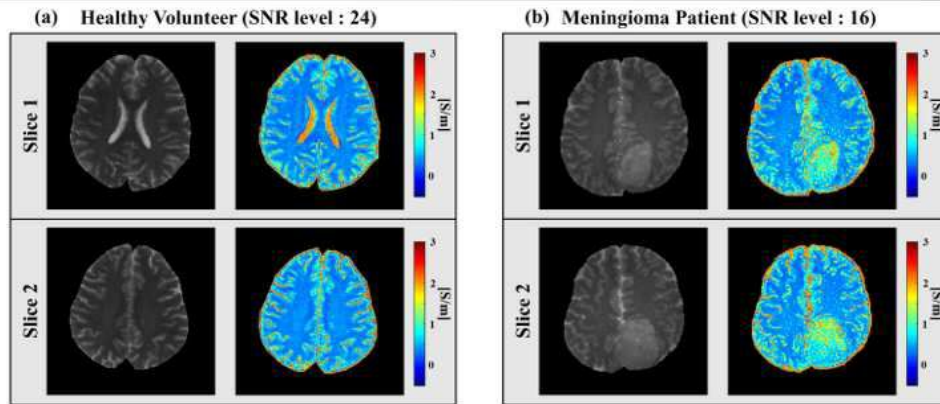 (a) Healthy Volunteer (SNR level : 24)
Slice 1
3
2
1
0
[S/m]
Slice 2
3
2
1
0
[S/m]
(b) Meningioma Patient (SNR level : 16)
Slice 1
3
2
1
0
[S/m]
Slice 2
3
2
1
0
[S/m]